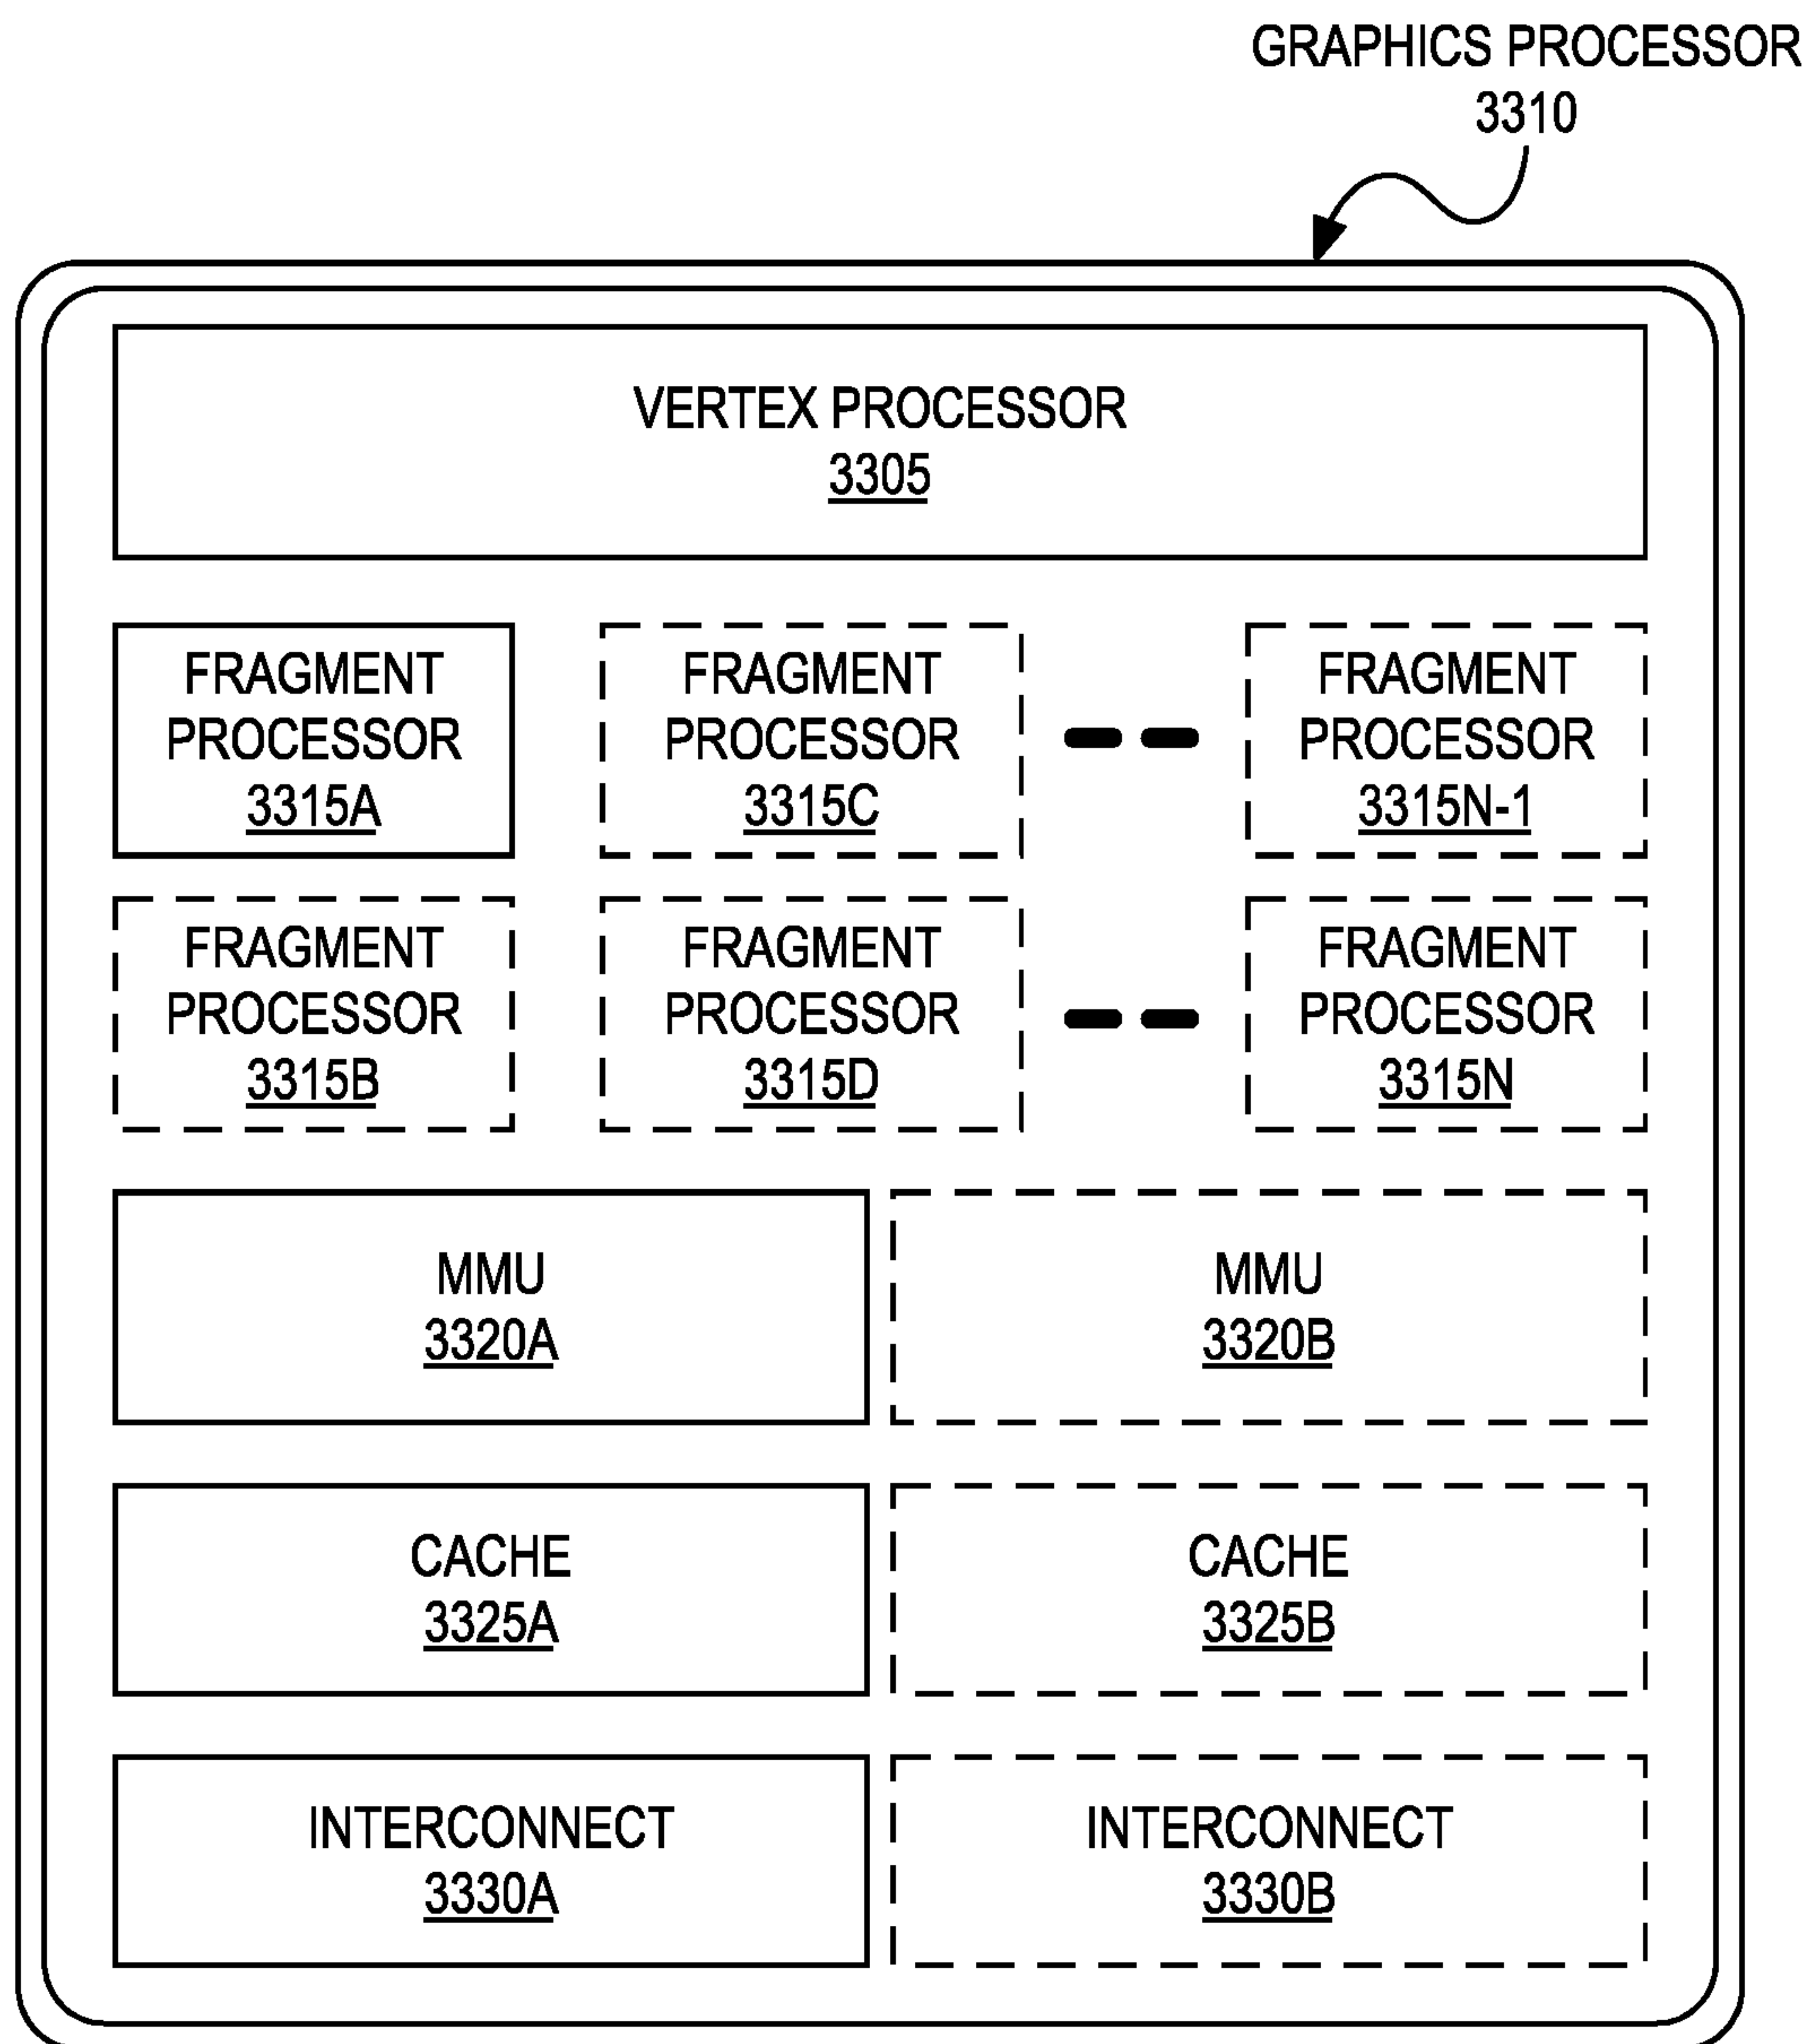 GRAPHICS PROCESSOR
3310
VERTEX PROCESSOR
3305
FRAGMENT
PROCESSOR
3315A
FRAGMENT
PROCESSOR
3315C
FRAGMENT
PROCESSOR
3315N-1
FRAGMENT
PROCESSOR
3315B
FRAGMENT
PROCESSOR
3315D
FRAGMENT
PROCESSOR
3315N
MMU
3320A
MMU
3320B
CACHE
3325A
CACHE
3325B
INTERCONNECT
3330A
INTERCONNECT
3330B